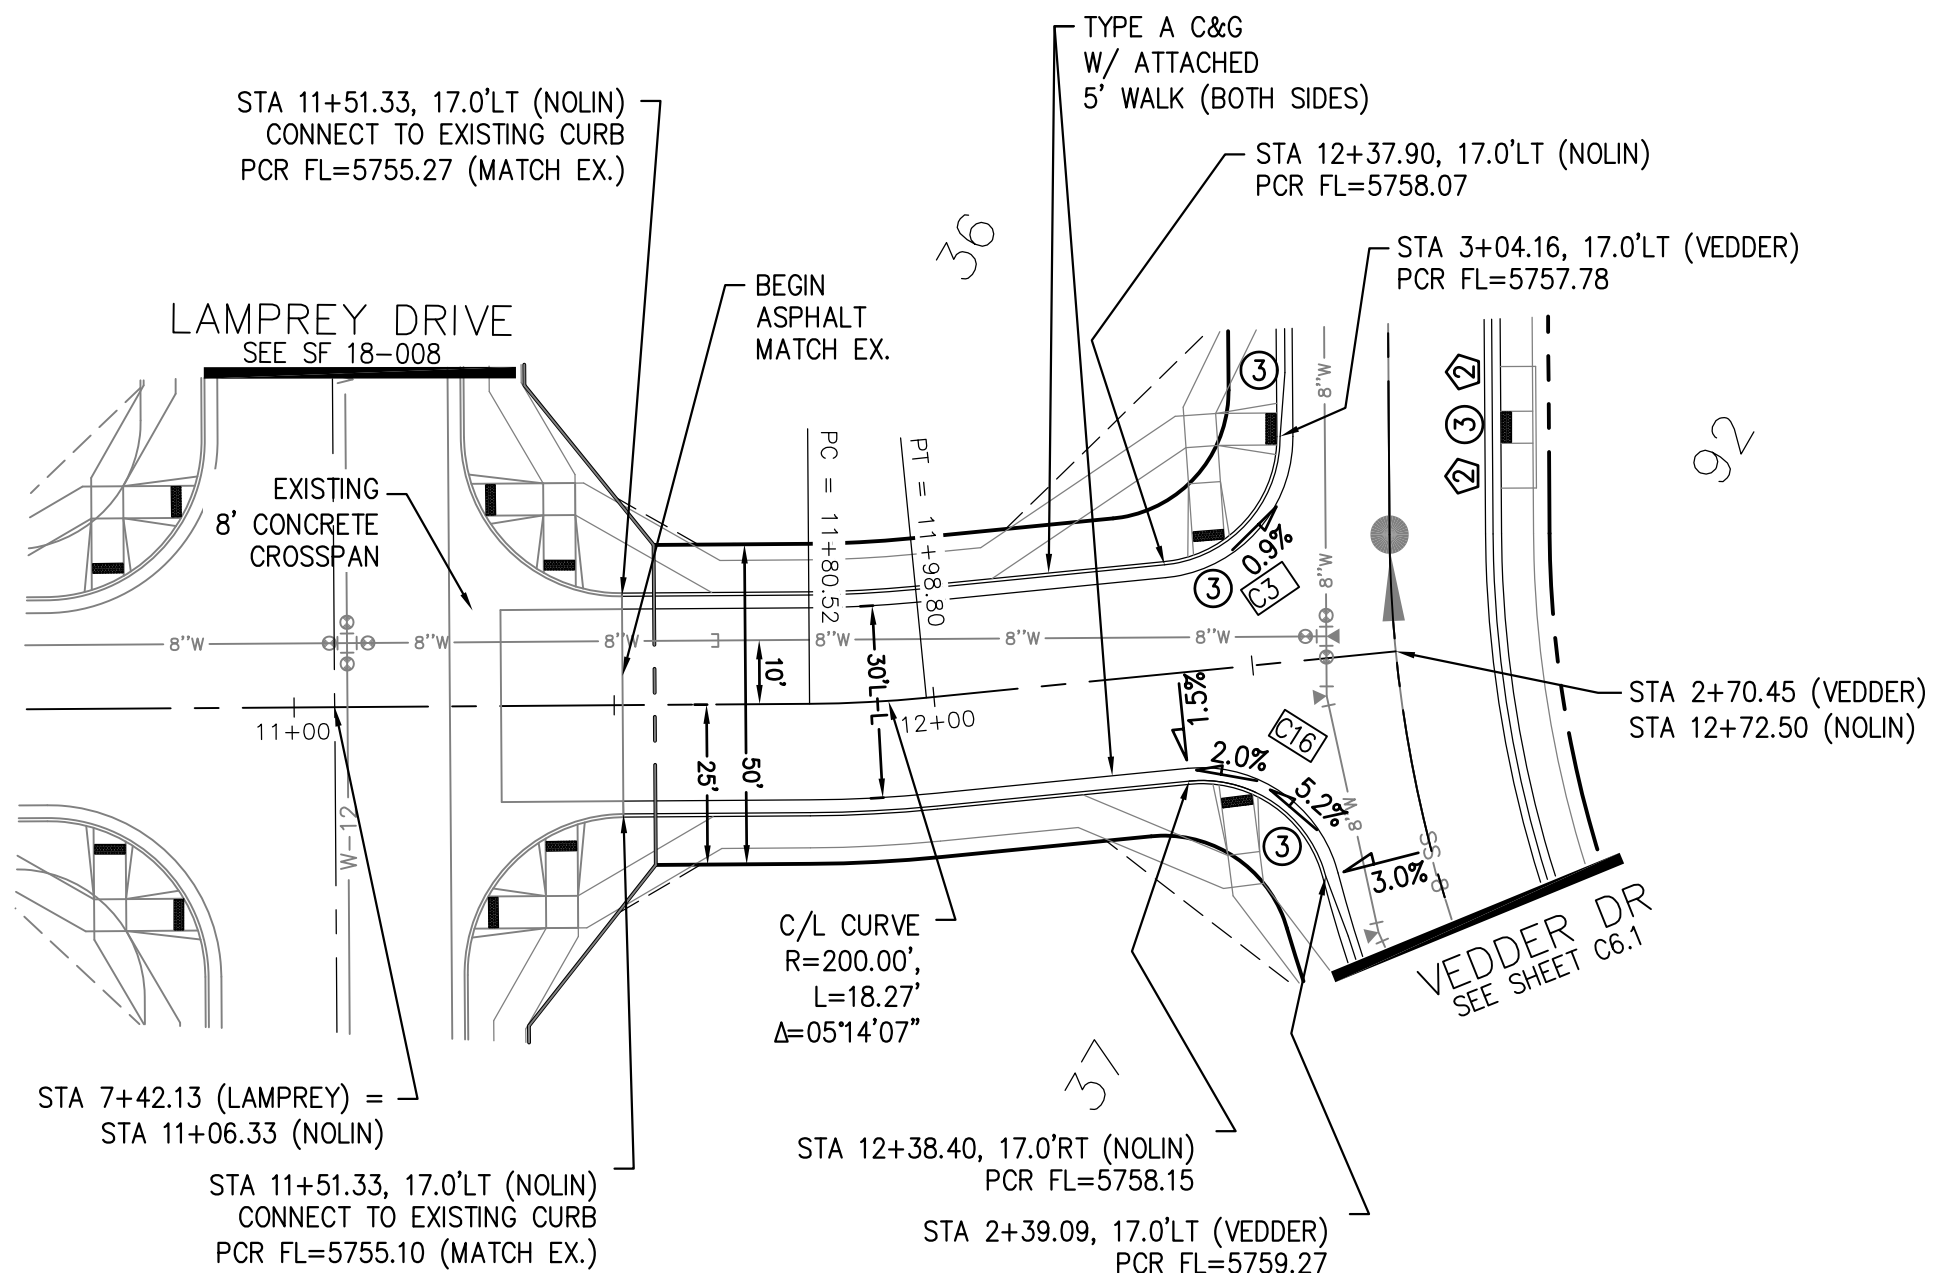 TYPE A C&G
W/ ATTACHED
5' WALK (BOTH SIDES)
STA 11+51.33, 17.0'LT (NOLIN)
CONNECT TO EXISTING CURB
PCR FL=5755.27 (MATCH EX.)
STA 12+37.90, 17.0'LT (NOLIN)
PCR FL=5758.07
36
STA 3+04.16, 17.0'LT (VEDDER)
PCR FL=5757.78
BEGIN
ASPHALT
MATCH EX.
LAMPREY DRIVE
SEE SF 18-008
3
8"W
2
3
2
92
PC = 11+80.52
PT = 11+98.80
EXISTING
8' CONCRETE
CROSSPAN
0.9%
C3
3
8"W
8"W
8"W
8"W
8"W
8"W
8"W
10'
30'L-L
1.5%
STA 2+70.45 (VEDDER)
STA 12+72.50 (NOLIN)
11+00
12+00
C16
25'
50'
2.0%
5.2%
8"W
W-12
3
3.0%
8 SS
C/L CURVE
R=200.00',
L=18.27'
Δ=05°14'07"
VEDDER DR
SEE SHEET C6.1
37
STA 7+42.13 (LAMPREY) =
STA 11+06.33 (NOLIN)
STA 12+38.40, 17.0'RT (NOLIN)
PCR FL=5758.15
STA 11+51.33, 17.0'LT (NOLIN)
CONNECT TO EXISTING CURB
PCR FL=5755.10 (MATCH EX.)
STA 2+39.09, 17.0'LT (VEDDER)
PCR FL=5759.27